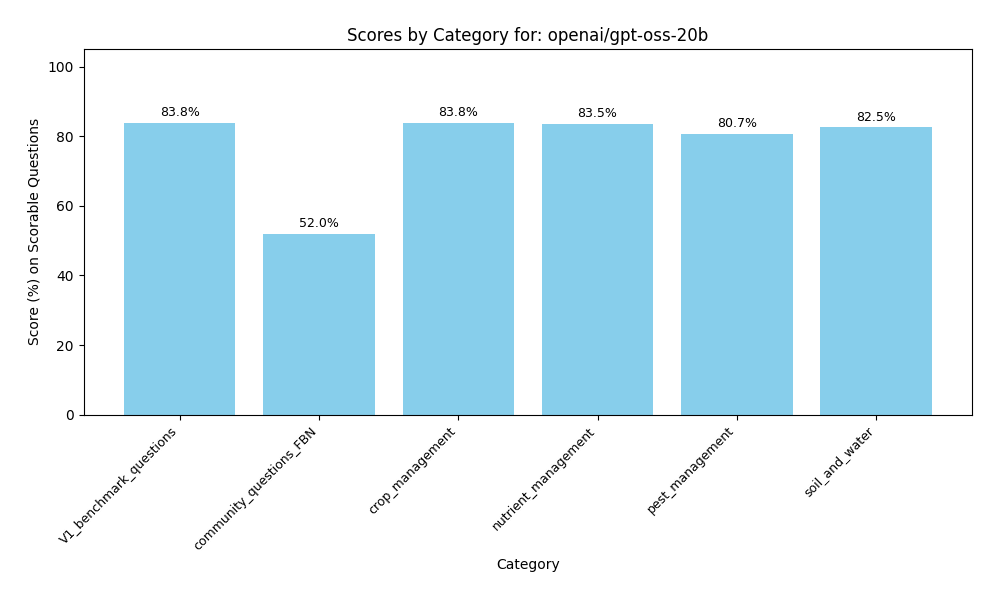 Scores by Category for: openai/gpt-oss-20b
Score (%) on Scorable Questions
100
80
60
40
20
0
83.8%
52.0%
83.8%
83.5%
80.7%
82.5%
V1_benchmark_questions
community_questions_FBN
crop_management
nutrient_management
pest_management
soil_and_water
Category